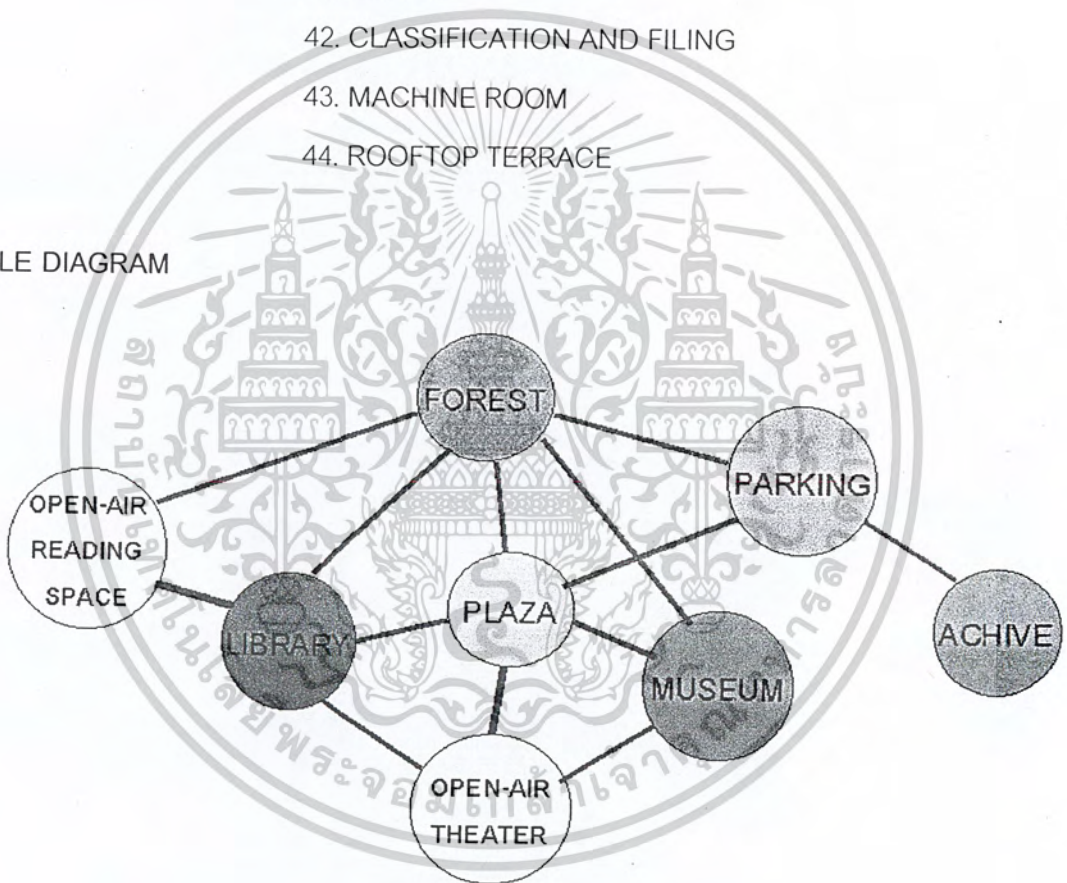 42. CLASSIFICATION AND FILING
43. MACHINE ROOM
44. ROOFTOP TERRACE
LE DIAGRAM
FOREST
PARKING
OPEN-AIR
READING
SPACE
LIBRARY
PLAZA
MUSEUM
ACHIVE
OPEN-AIR
THEATER